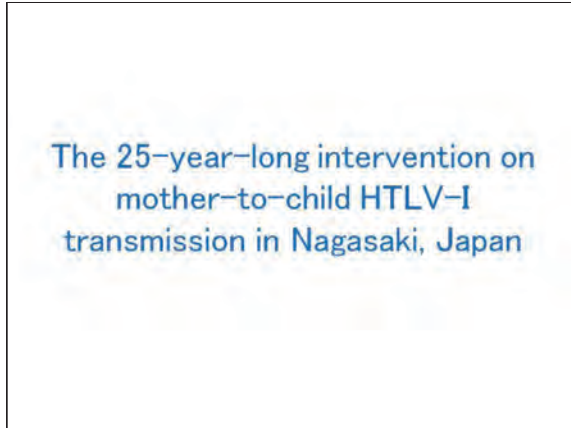 The 25-year-long intervention on
mother-to-child HTLV-I
transmission in Nagasaki, Japan